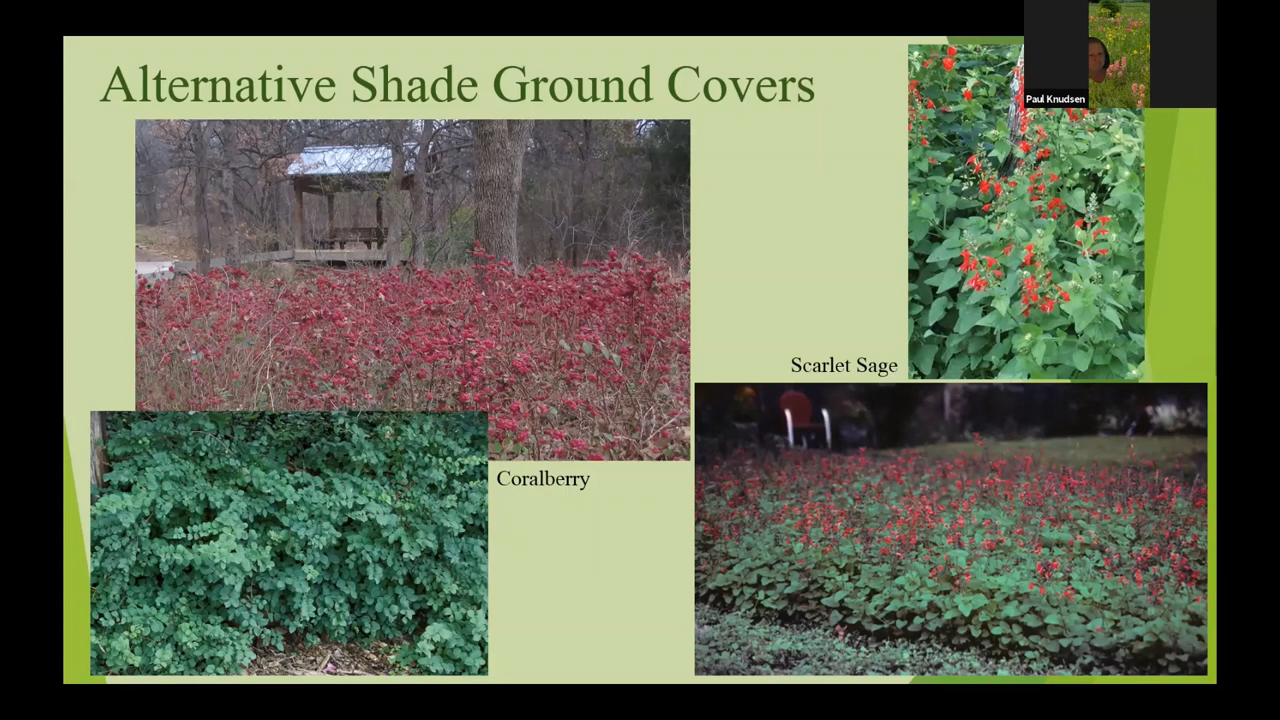 Alternative Shade Ground Covers
Paul Knudsen
Scarlet Sage
Coralberry